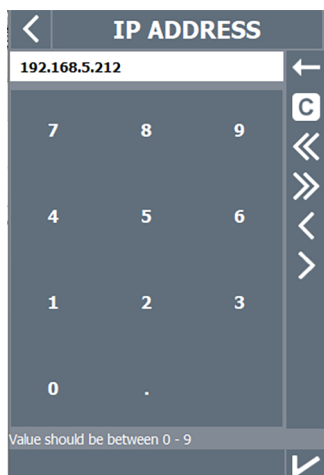 IP ADDRESS
192.168.5.212
C
7 8 9
4 5 6
1 2 3
0 .
Value should be between 0 - 9